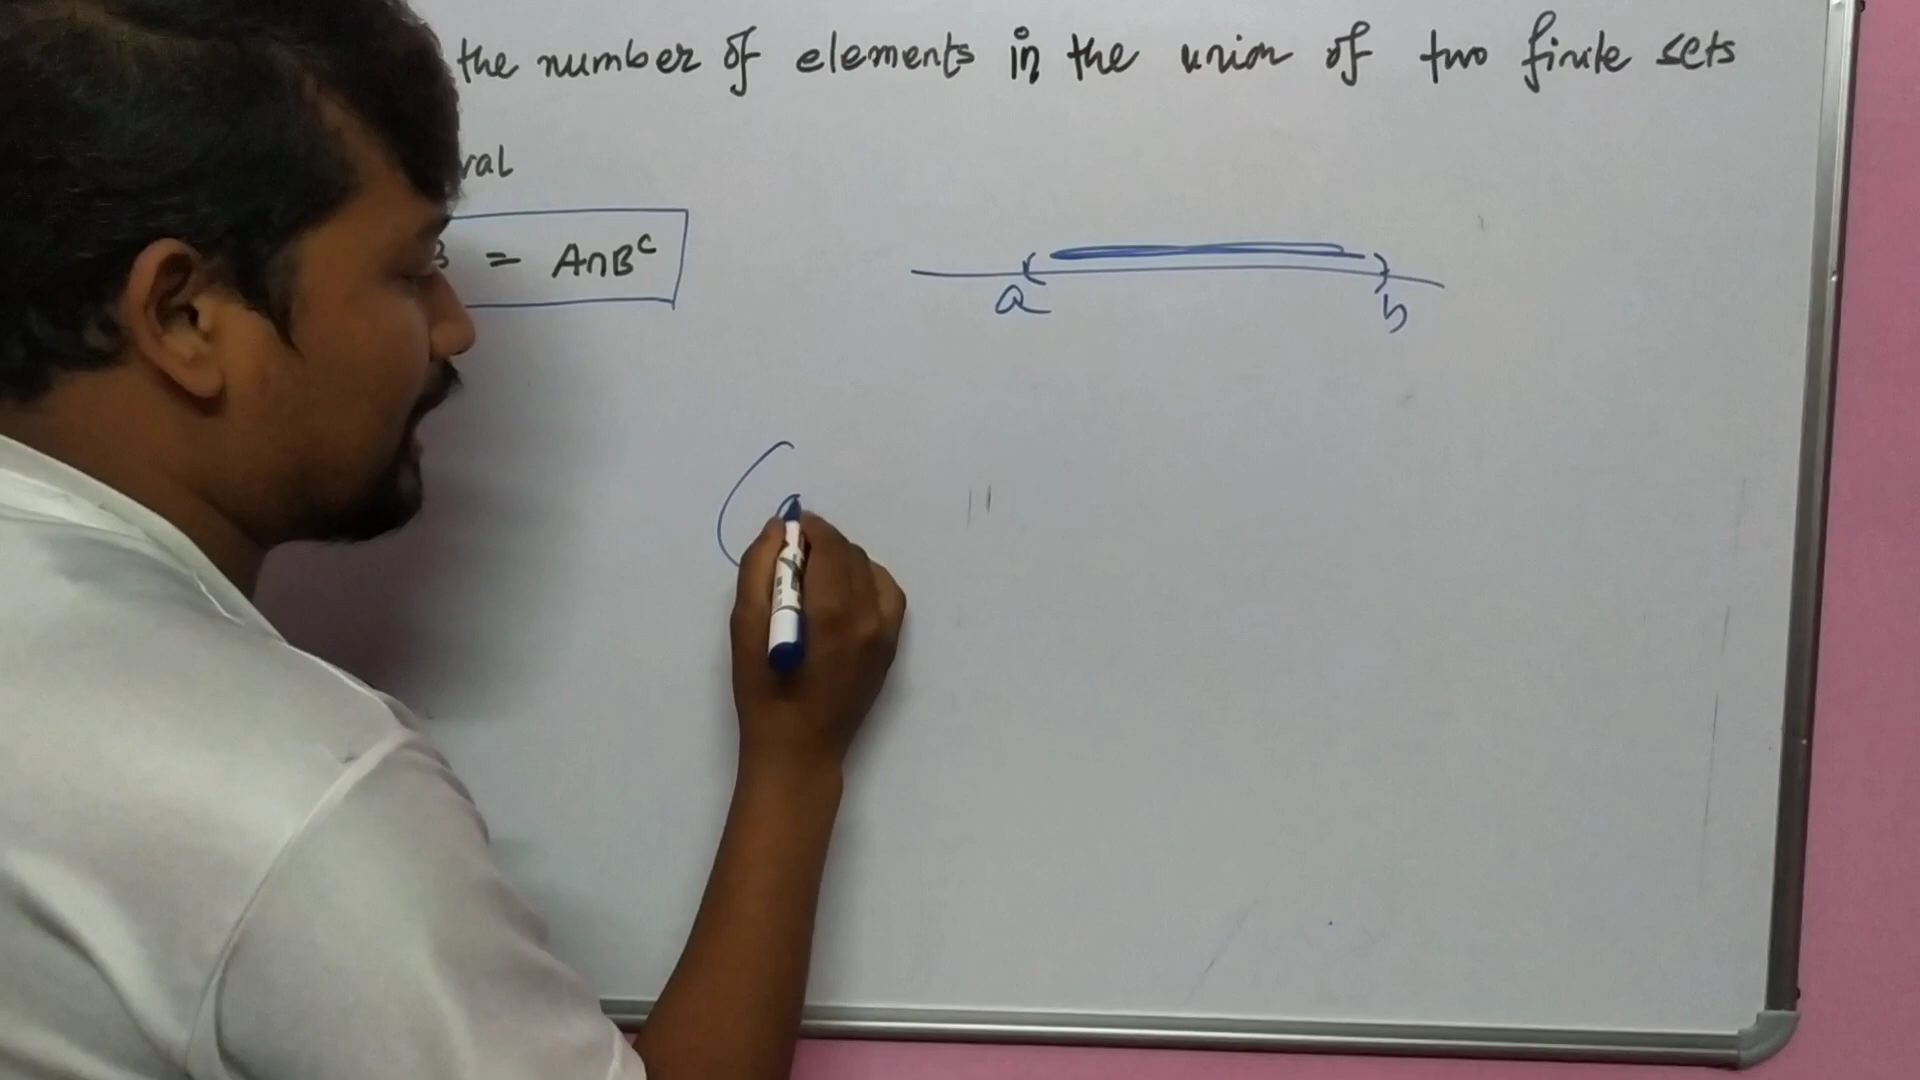 the number of elements in the union of two finite sets
val
B = A∩Bᶜ
( )
a b
(